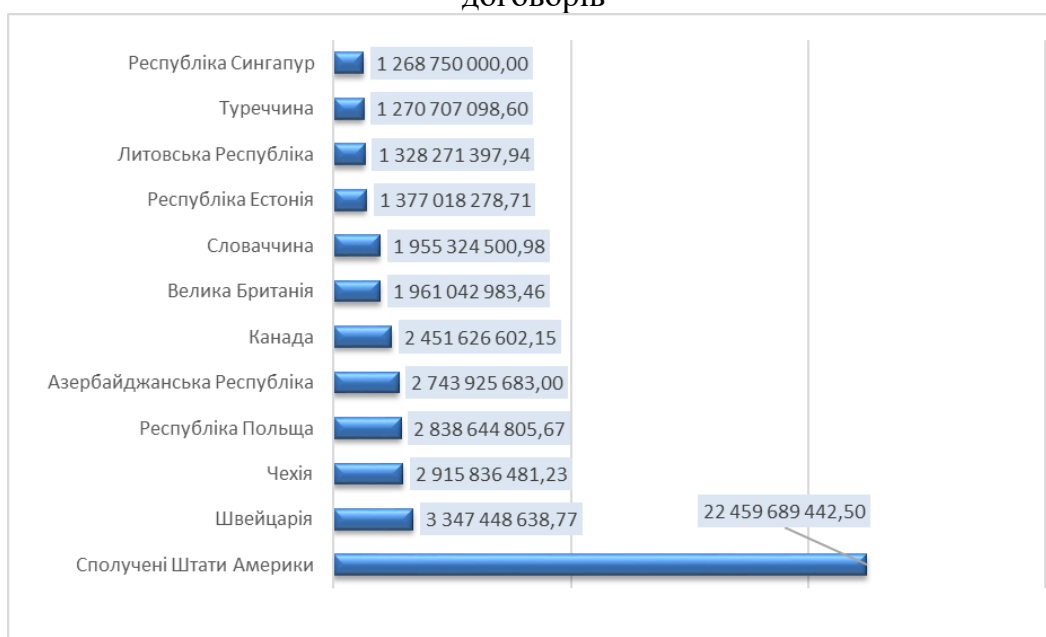 договорів
Республіка Сингапур 1 268 750 000,00
Туреччина 1 270 707 098,60
Литовська Республіка 1 328 271 397,94
Республіка Естонія 1 377 018 278,71
Словаччина 1 955 324 500,98
Велика Британія 1 961 042 983,46
Канада 2 451 626 602,15
Азербайджанська Республіка 2 743 925 683,00
Республіка Польща 2 838 644 805,67
Чехія 2 915 836 481,23
Швейцарія 3 347 448 638,77
22 459 689 442,50
Сполучені Штати Америки